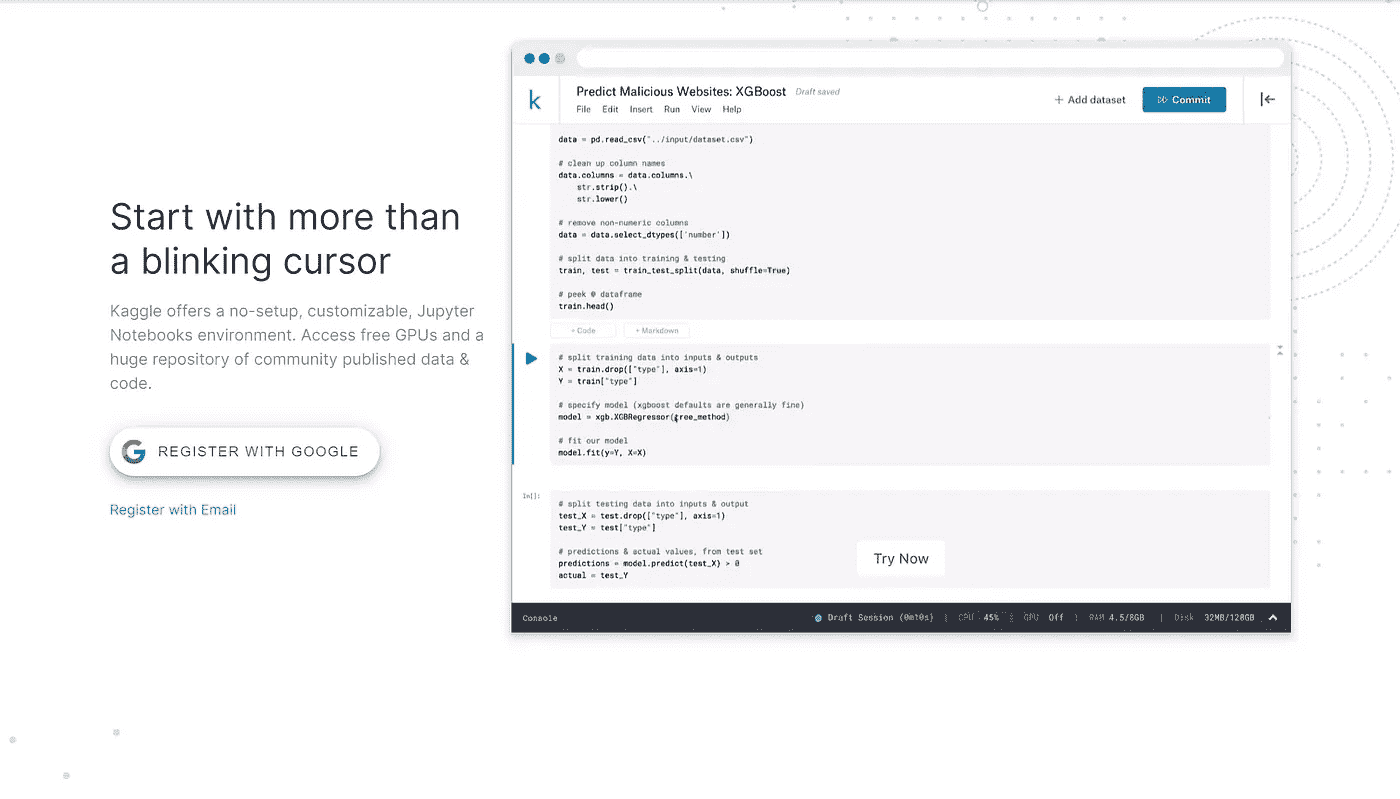 Start with more than
a blinking cursor
Kaggle offers a no-setup, customizable, Jupyter
Notebooks environment. Access free GPUs and a
huge repository of community published data &
code.
REGISTER WITH GOOGLE
Register with Email
k
Predict Malicious Websites: XGBoost Draft saved
File Edit Insert Run View Help
+ Add dataset
Commit
data = pd.read_csv("../input/dataset.csv")
# clean up column names
data.columns = data.columns.\
    str.strip().\
    str.lower()
# remove non-numeric columns
data = data.select_dtypes(['number'])
# split data into training & testing
train, test = train_test_split(data, shuffle=True)
# peek @ dataframe
train.head()
+ Code + Markdown
# split training data into inputs & outputs
X = train.drop(["type"], axis=1)
Y = train["type"]
# specify model (xgboost defaults are generally fine)
model = xgb.XGBRegressor(tree_method)
# fit our model
model.fit(y=Y, X=X)
In[]:
# split testing data into inputs & output
test_X = test.drop(["type"], axis=1)
test_Y = test["type"]
# predictions & actual values, from test set
predictions = model.predict(test_X) > 0
actual = test_Y
Try Now
Console Draft Session (0m10s) | CPU 45% | GPU Off | RAM 4.5/8GB | Disk 32MB/120GB